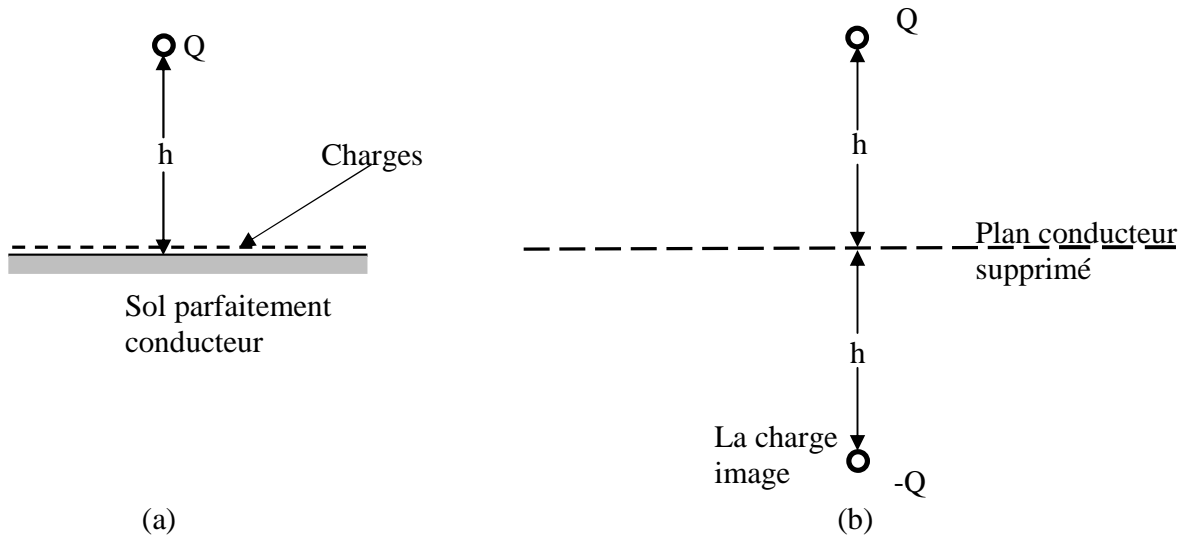 Q
h
Charges
Sol parfaitement
conducteur
(a)
Q
h
Plan conducteur
supprimé
h
La charge
image
-Q
(b)